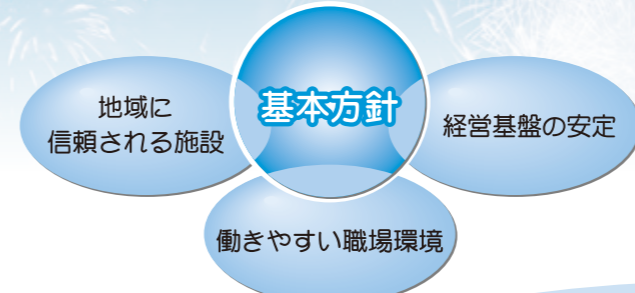 基本方針
地域に
信頼される施設
経営基盤の安定
働きやすい職場環境